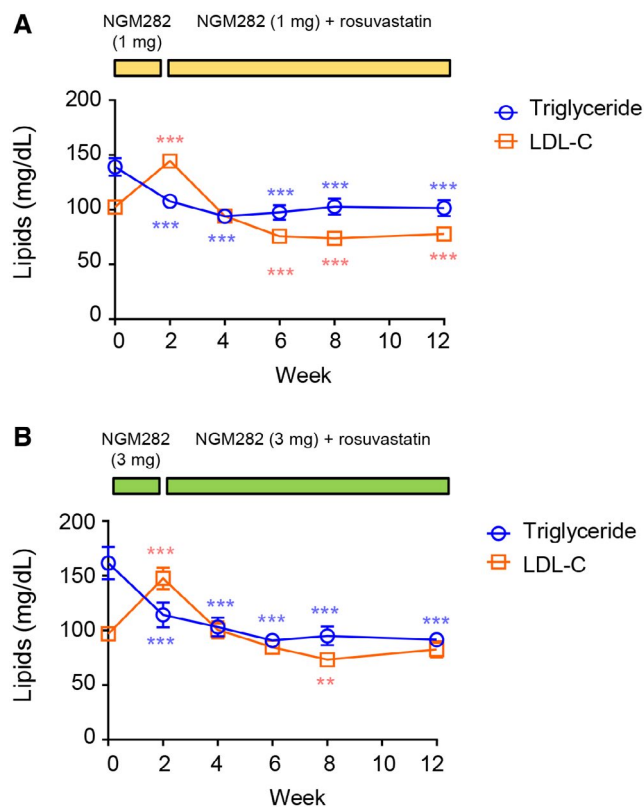 A
NGM282
(1 mg)
NGM282 (1 mg) + rosuvastatin
Lipids (mg/dL)
200
150
100
50
0
***
***
***
***
***
***
***
***
***
0 2 4 6 8 10 12
Week
Triglyceride
LDL-C
B
NGM282
(3 mg)
NGM282 (3 mg) + rosuvastatin
Lipids (mg/dL)
200
150
100
50
0
***
***
***
***
***
**
***
0 2 4 6 8 10 12
Week
Triglyceride
LDL-C